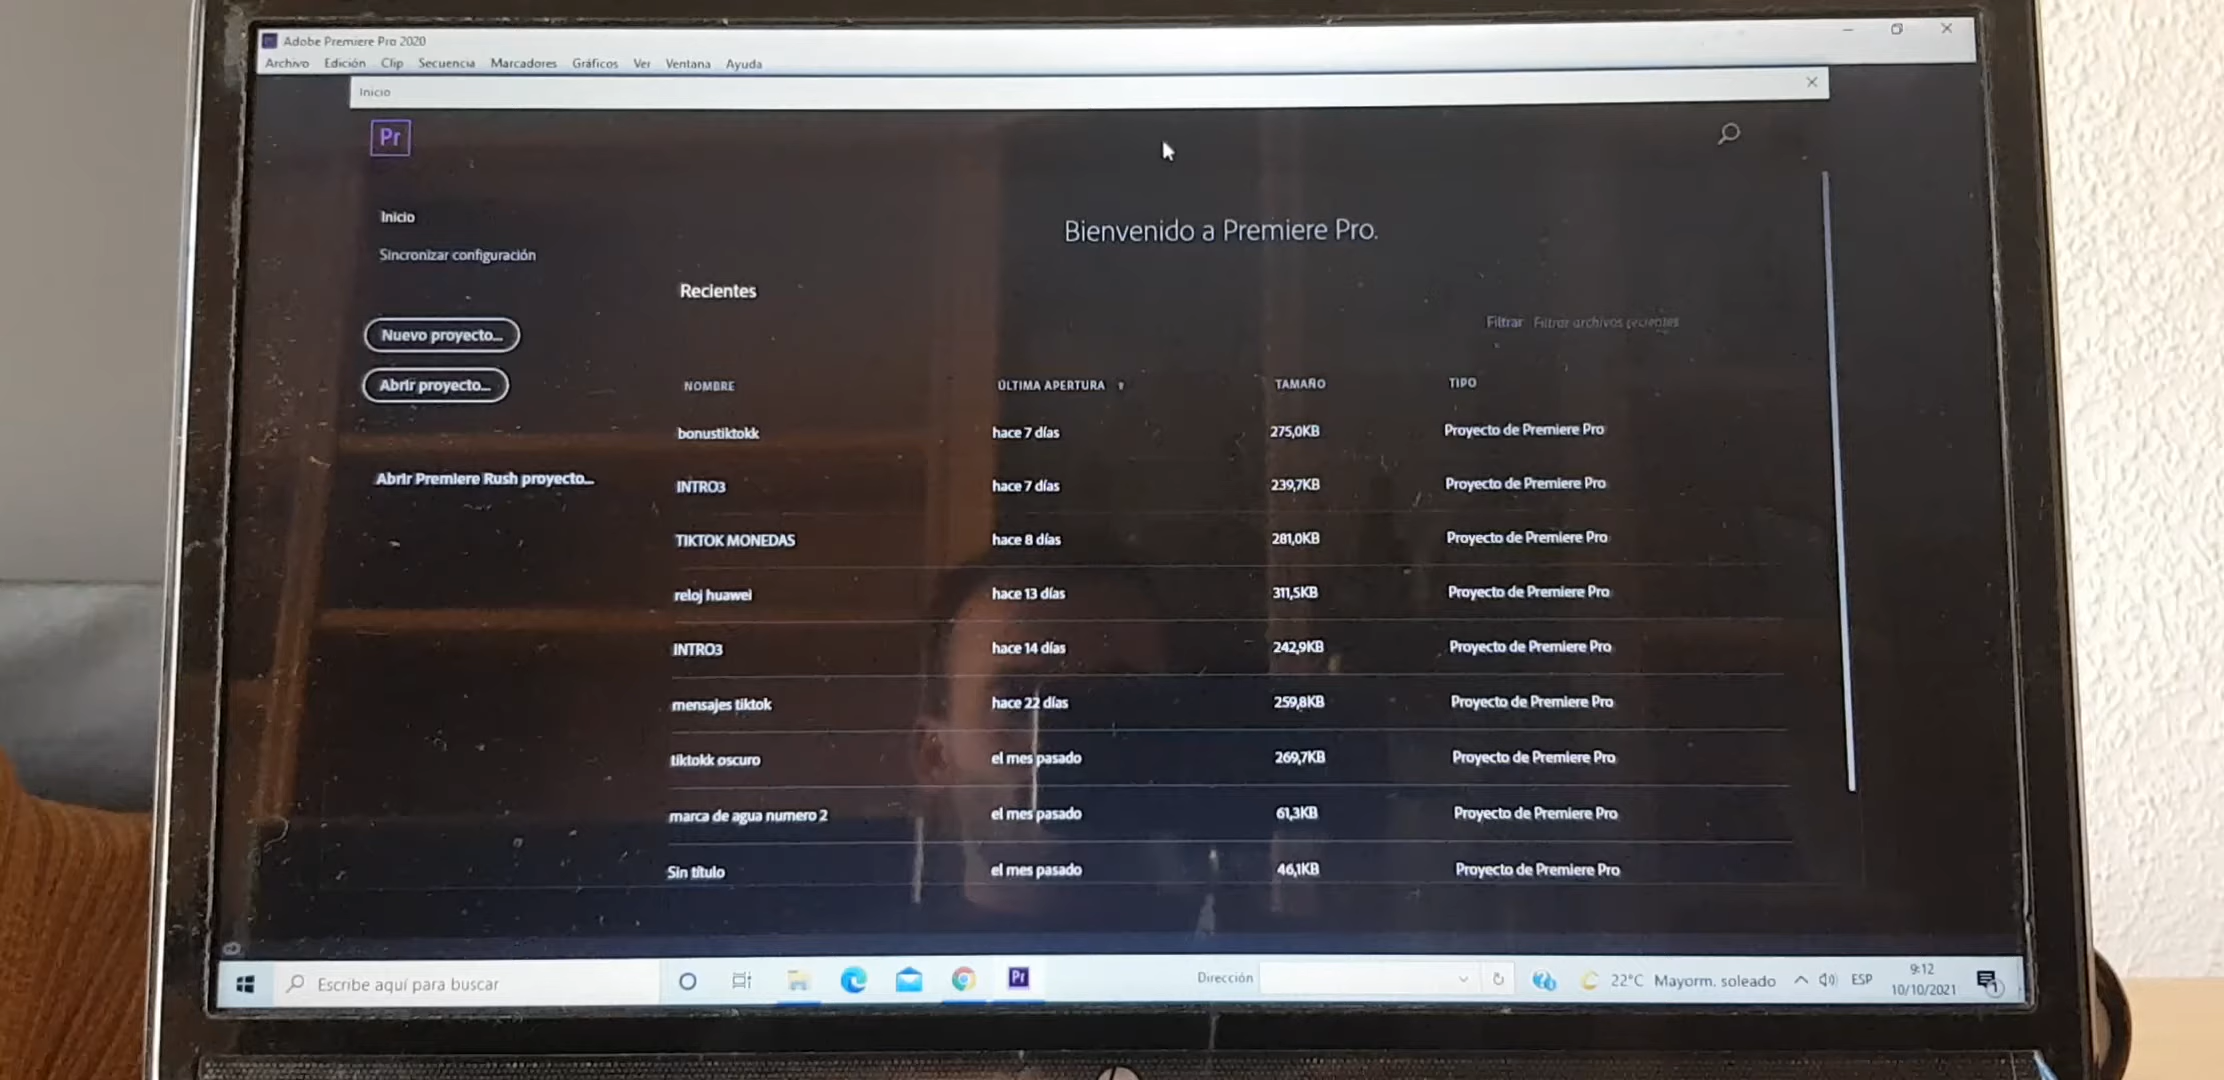 Adobe Premiere Pro 2020
Archivo Edición Clip Secuencia Marcadores Gráficos Ver Ventana Ayuda
Inicio
Pr
Inicio
Sincronizar configuración
Bienvenido a Premiere Pro.
Recientes
Nuevo proyecto...
Filtrar Filtrar archivos recientes
Abrir proyecto...
NOMBRE ÚLTIMA APERTURA TAMAÑO TIPO
bonustiktokk hace 7 días 275,0KB Proyecto de Premiere Pro
Abrir Premiere Rush proyecto...
INTRO3 hace 7 días 239,7KB Proyecto de Premiere Pro
TIKTOK MONEDAS hace 8 días 281,0KB Proyecto de Premiere Pro
reloj huawei hace 13 días 311,5KB Proyecto de Premiere Pro
INTRO3 hace 14 días 242,9KB Proyecto de Premiere Pro
mensajes tiktok hace 22 días 259,8KB Proyecto de Premiere Pro
tiktokk oscuro el mes pasado 269,7KB Proyecto de Premiere Pro
marca de agua numero 2 el mes pasado 61,3KB Proyecto de Premiere Pro
Sin título el mes pasado 46,1KB Proyecto de Premiere Pro
Escribe aquí para buscar Pr Dirección 22°C Mayorm. soleado ESP 9:12
10/10/2021 1